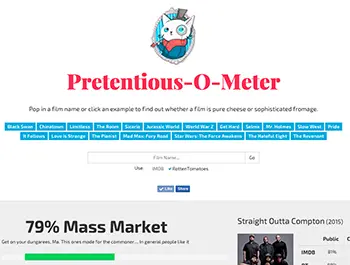 Pretentious-O-Meter
Pop in a film name or click an example to find out whether a film is pure cheese or sophisticated fromage.
Black Swan Chinatown Limitless The Room Sicario Jurassic World World War Z Get Hard Selma Mr. Holmes Slow West Pride
It Follows Love is Strange The Pianist Mad Max: Fury Road Star Wars: The Force Awakens The Hateful Eight The Revenant
Film Name... Go
Use: IMDB RottenTomatoes
Like Share
79% Mass Market
Get on your dungarees, Ma. This ones made for the commoner ... In general people like it
Straight Outta Compton (2015)
Public
IMDB 81%